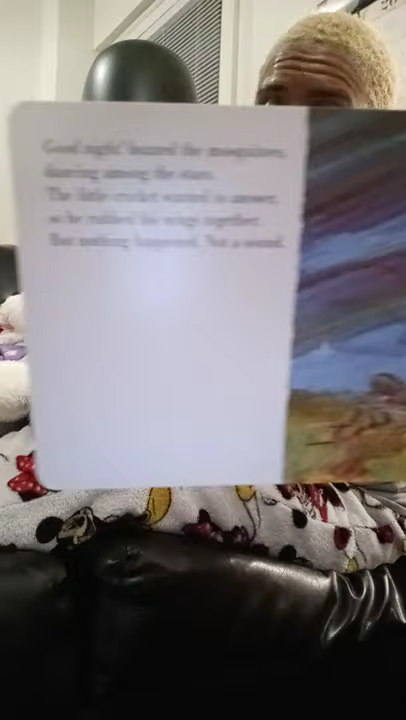 Good night! hummed the mosquitoes,
dancing among the stars.
The little cricket wanted to answer,
so he rubbed his wings together.
But nothing happened. Not a sound.